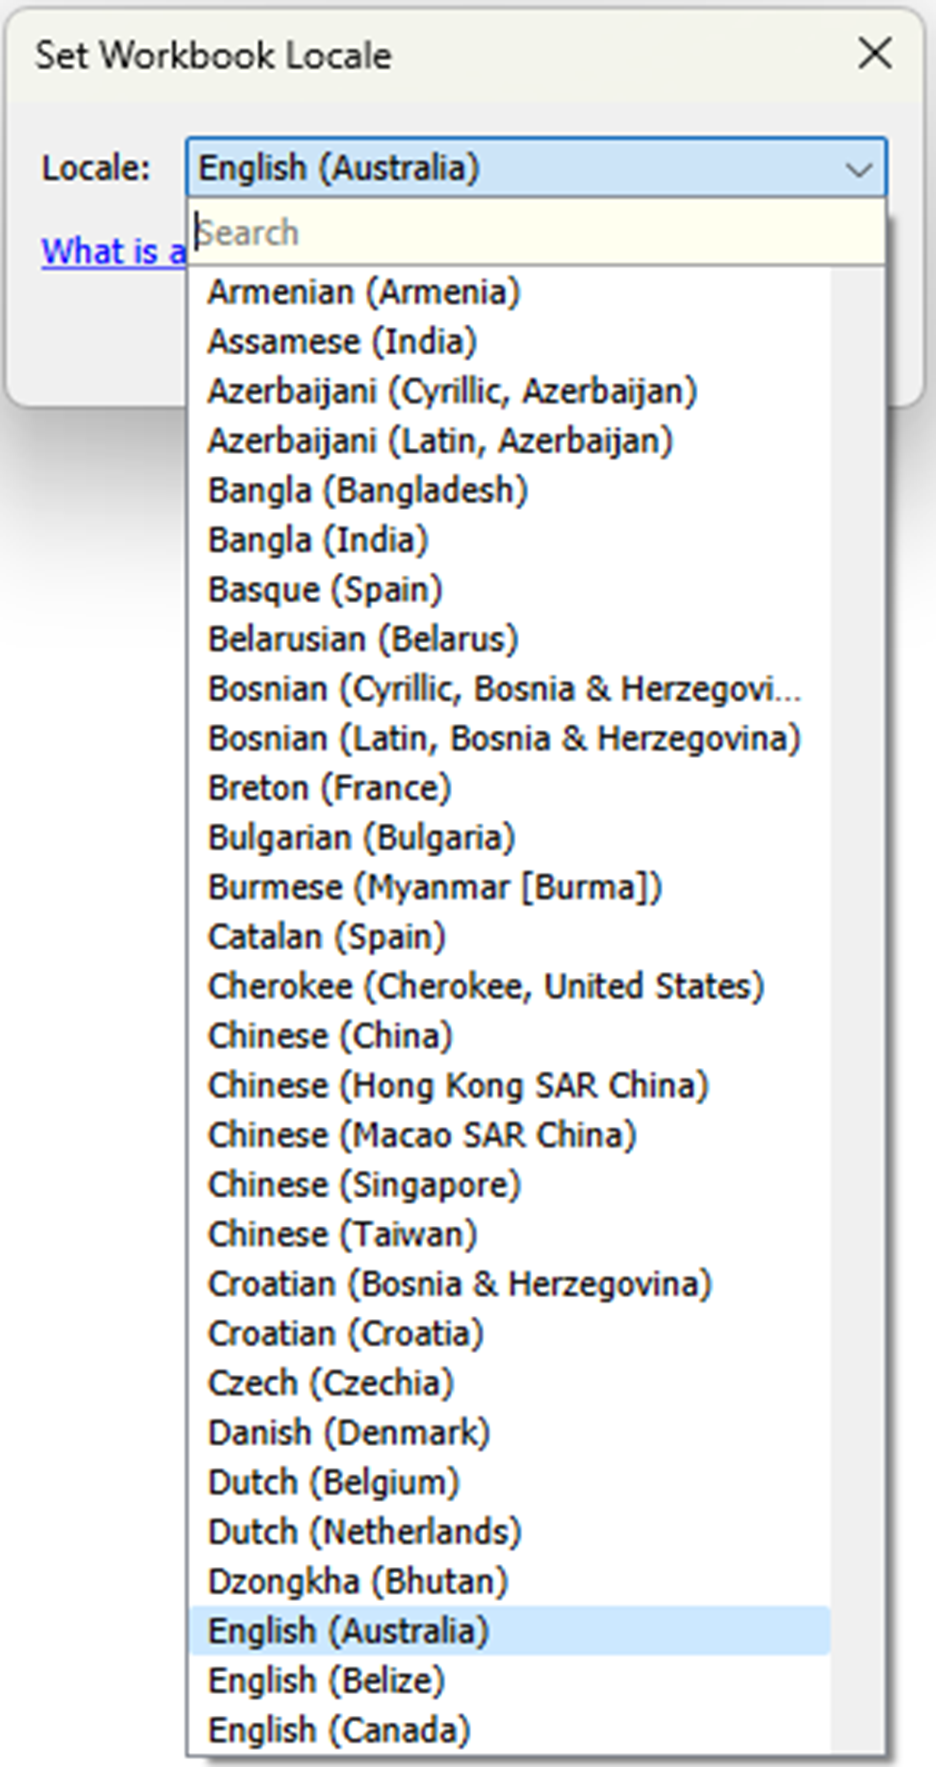 Set Workbook Locale
Locale: English (Australia)
Search
What is a
Armenian (Armenia)
Assamese (India)
Azerbaijani (Cyrillic, Azerbaijan)
Azerbaijani (Latin, Azerbaijan)
Bangla (Bangladesh)
Bangla (India)
Basque (Spain)
Belarusian (Belarus)
Bosnian (Cyrillic, Bosnia & Herzegovi...
Bosnian (Latin, Bosnia & Herzegovina)
Breton (France)
Bulgarian (Bulgaria)
Burmese (Myanmar [Burma])
Catalan (Spain)
Cherokee (Cherokee, United States)
Chinese (China)
Chinese (Hong Kong SAR China)
Chinese (Macao SAR China)
Chinese (Singapore)
Chinese (Taiwan)
Croatian (Bosnia & Herzegovina)
Croatian (Croatia)
Czech (Czechia)
Danish (Denmark)
Dutch (Belgium)
Dutch (Netherlands)
Dzongkha (Bhutan)
English (Australia)
English (Belize)
English (Canada)